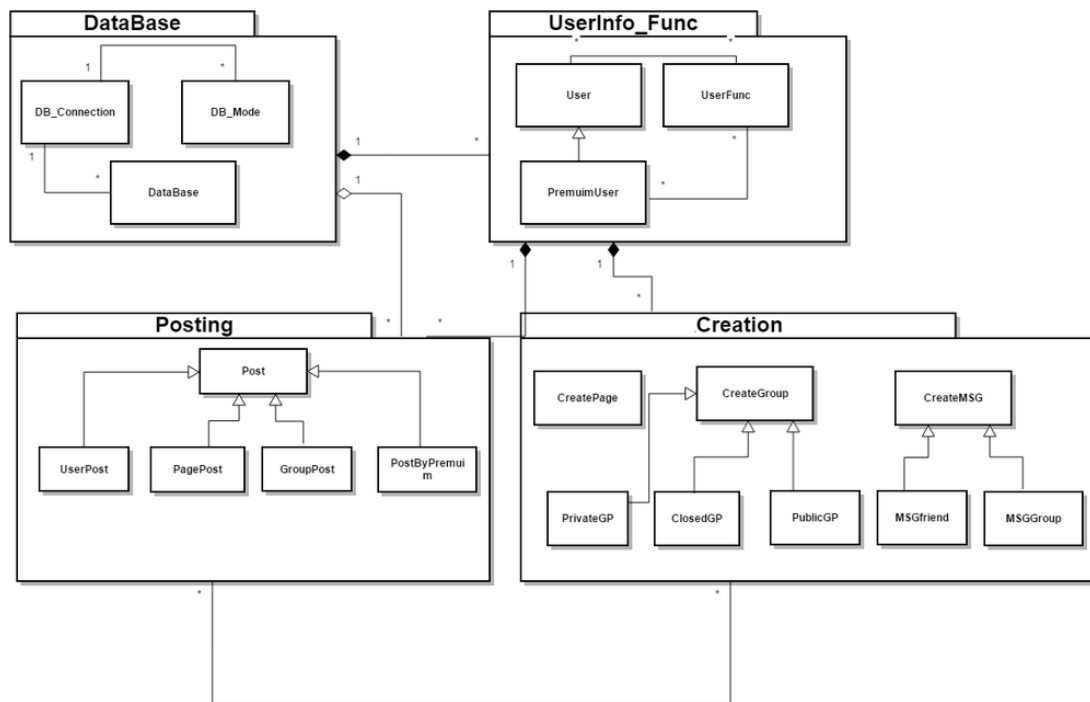 DataBase
UserInfo_Func
* *
1 *
DB_Connection
DB_Mode
User
UserFunc
1 *
DataBase
1 *
1
*
*
PremuimUser
1 1
* * *
Posting
Creation
Post
CreatePage
CreateGroup
CreateMSG
UserPost
PagePost
GroupPost
PostByPremui
m
PrivateGP
ClosedGP
PublicGP
MSGfriend
MSGGroup
* *